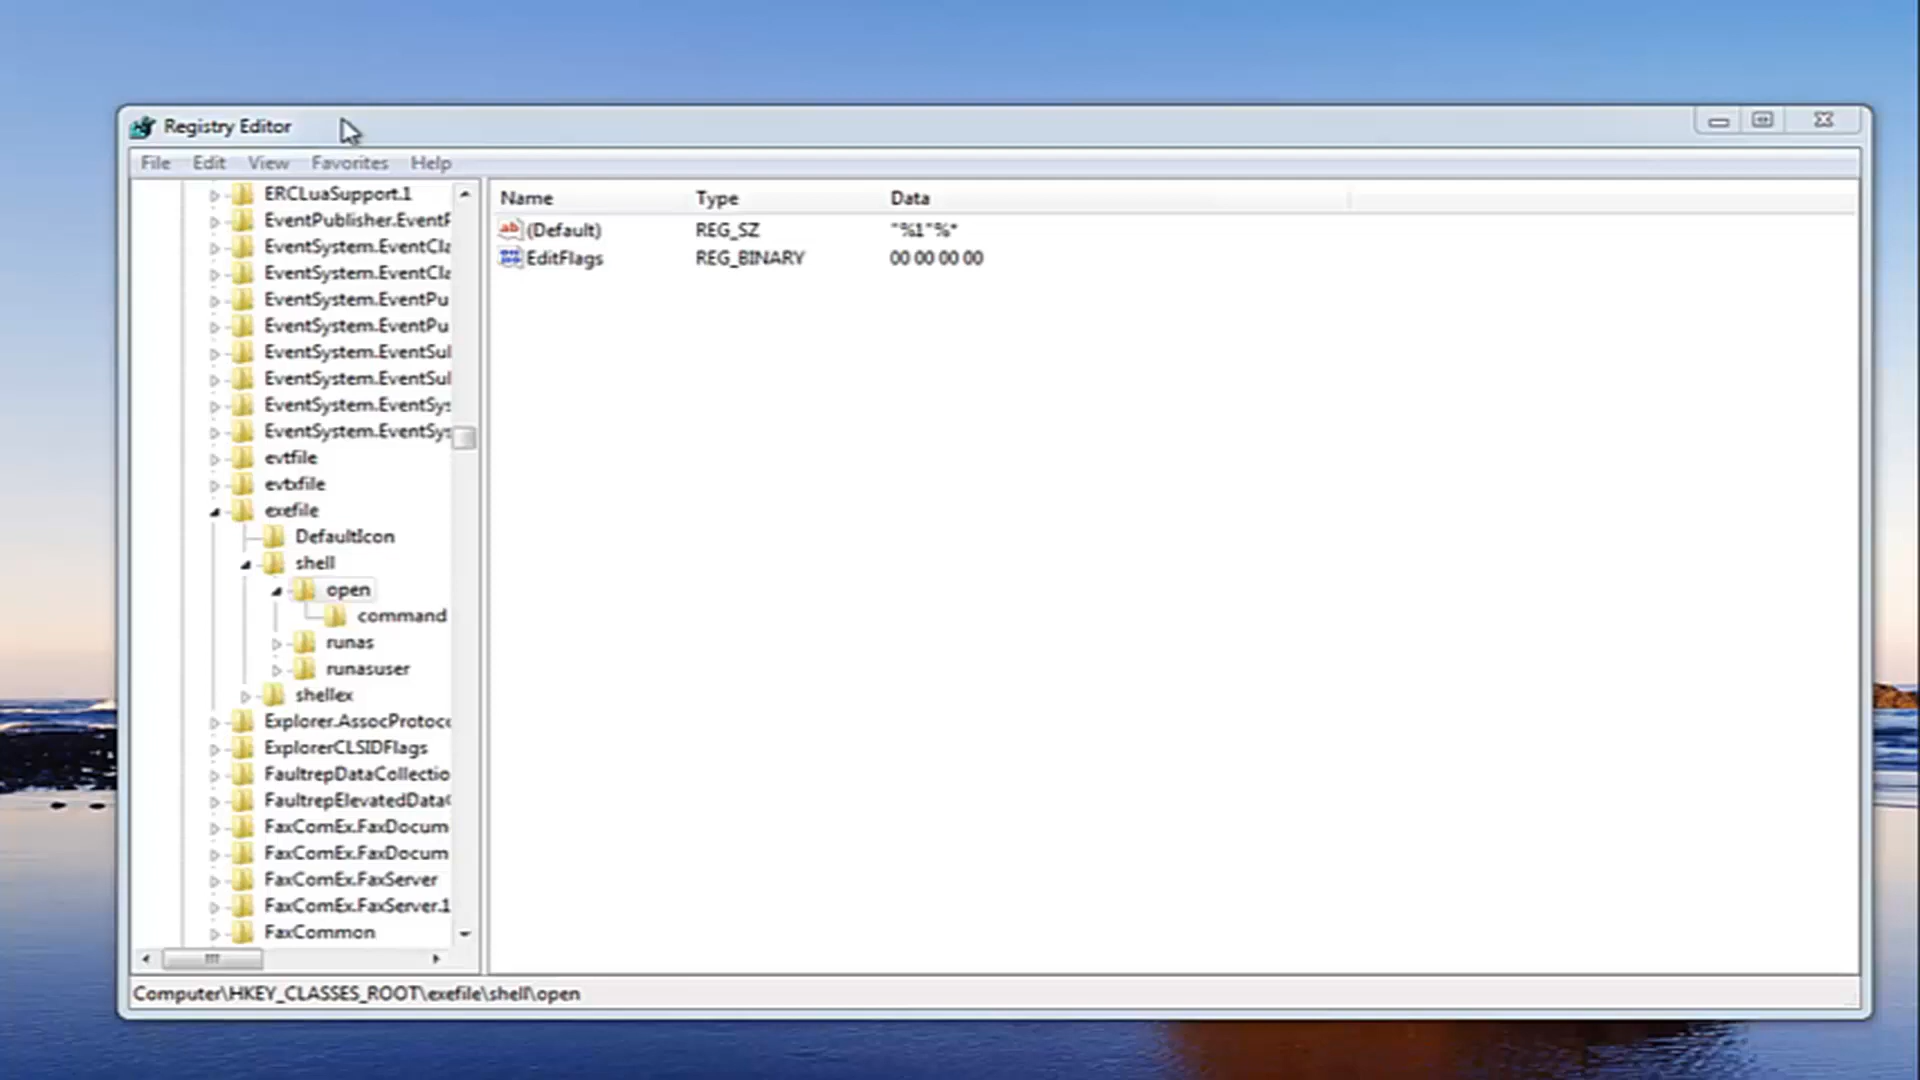 Registry Editor
File Edit View Favorites Help
Name Type Data
(Default) REG_SZ "%1"%*
EditFlags REG_BINARY 00 00 00 00
ERCLuaSupport.1
EventPublisher.EventP
EventSystem.EventCla
EventSystem.EventCla
EventSystem.EventPu
EventSystem.EventPu
EventSystem.EventSul
EventSystem.EventSul
EventSystem.EventSys
EventSystem.EventSys
evtfile
evtxfile
exefile
DefaultIcon
shell
open
command
runas
runasuser
shellex
Explorer.AssocProtoco
ExplorerCLSIDFlags
FaultrepDataCollectio
FaultrepElevatedDataC
FaxComEx.FaxDocum
FaxComEx.FaxDocum
FaxComEx.FaxServer
FaxComEx.FaxServer.1
FaxCommon
Computer\HKEY_CLASSES_ROOT\exefile\shell\open